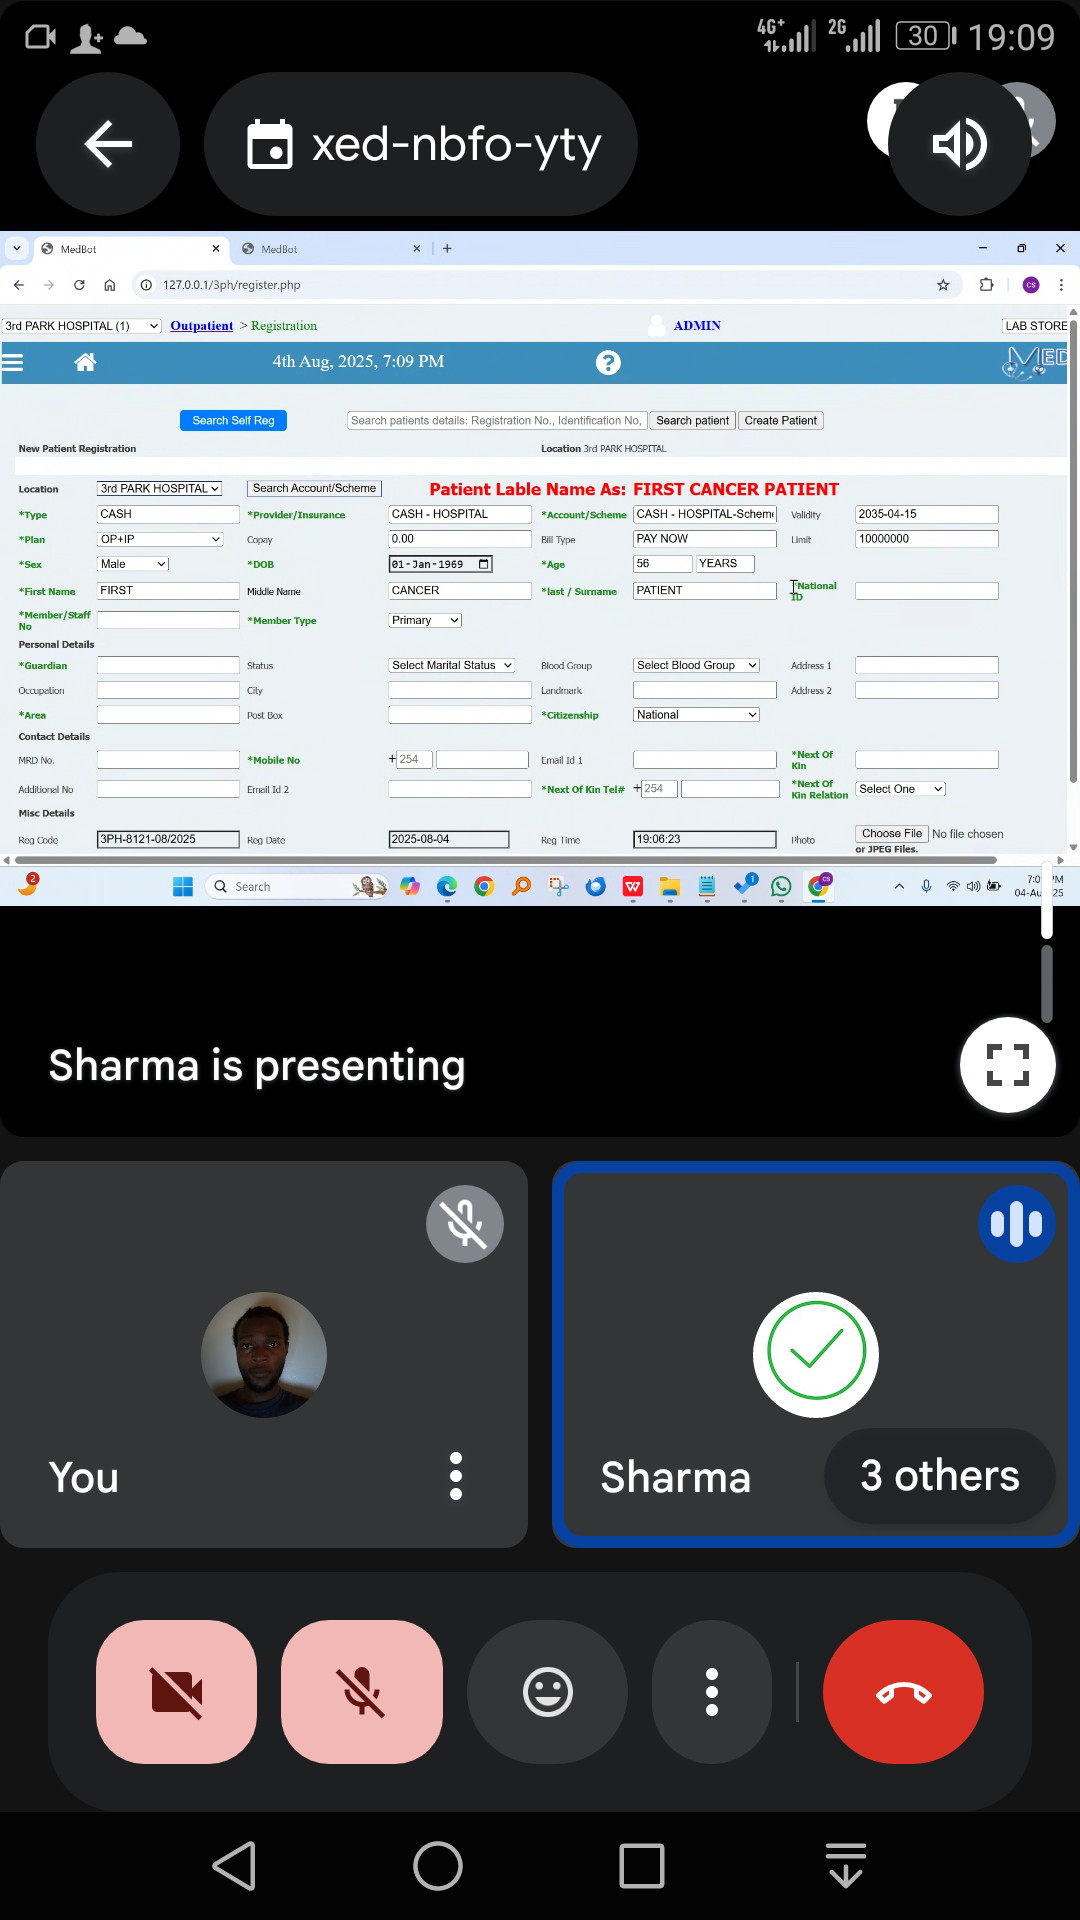 4G+ 2G 30 19:09
xed-nbfo-yty
MedBot MedBot
127.0.0.1/3ph/register.php CS
3rd PARK HOSPITAL (1) Outpatient > Registration ADMIN LAB STORE
4th Aug, 2025, 7:09 PM ? MED
Search Self Reg Search patients details: Registration No., Identification No, Search patient Create Patient
New Patient Registration Location 3rd PARK HOSPITAL
Location 3rd PARK HOSPITAL Search Account/Scheme Patient Lable Name As: FIRST CANCER PATIENT
*Type CASH *Provider/Insurance CASH - HOSPITAL *Account/Scheme CASH - HOSPITAL-Schem Validity 2035-04-15
*Plan OP+IP Copay 0.00 Bill Type PAY NOW Limit 10000000
*Sex Male *DOB 01-Jan-1969 *Age 56 YEARS
*First Name FIRST Middle Name CANCER *last / Surname PATIENT *National ID
*Member/Staff No *Member Type Primary
Personal Details
*Guardian Status Select Marital Status Blood Group Select Blood Group Address 1
Occupation City Landmark Address 2
*Area Post Box *Citizenship National
Contact Details
MRD No. *Mobile No +254 Email Id 1 *Next Of Kin
Additional No Email Id 2 *Next Of Kin Tel# +254 *Next Of Kin Relation Select One
Misc Details
Reg Code 3PH-8121-08/2025 Reg Date 2025-08-04 Reg Time 19:06:23 Photo Choose File No file chosen
or JPEG Files.
2 Search 1 CS
Sharma is presenting
You Sharma 3 others